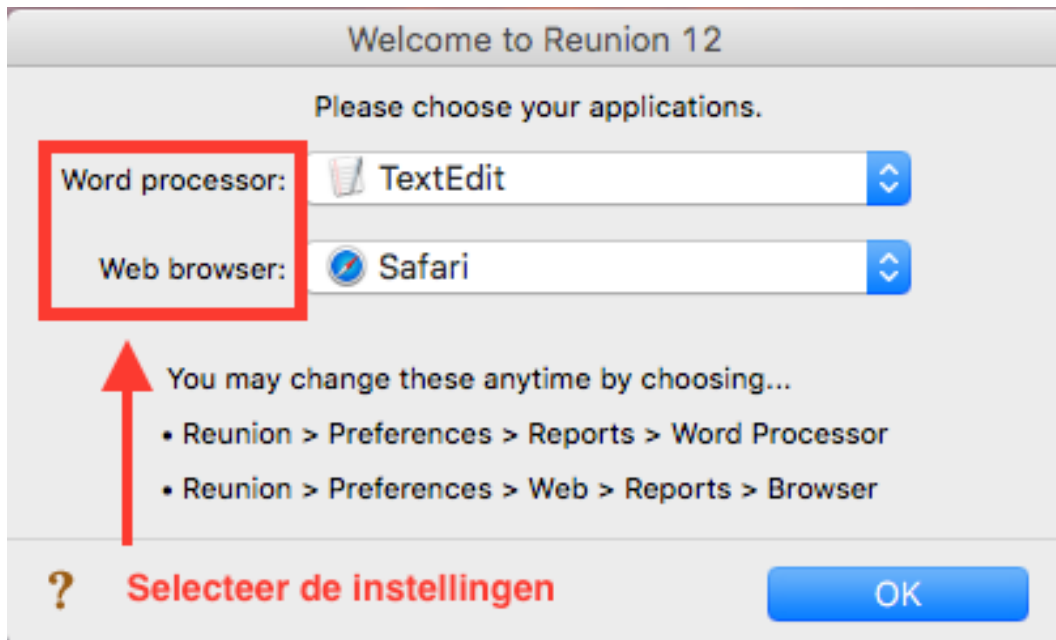 Welcome to Reunion 12
Please choose your applications.
Word processor: TextEdit
Web browser: Safari
You may change these anytime by choosing...
• Reunion > Preferences > Reports > Word Processor
• Reunion > Preferences > Web > Reports > Browser
? Selecteer de instellingen OK